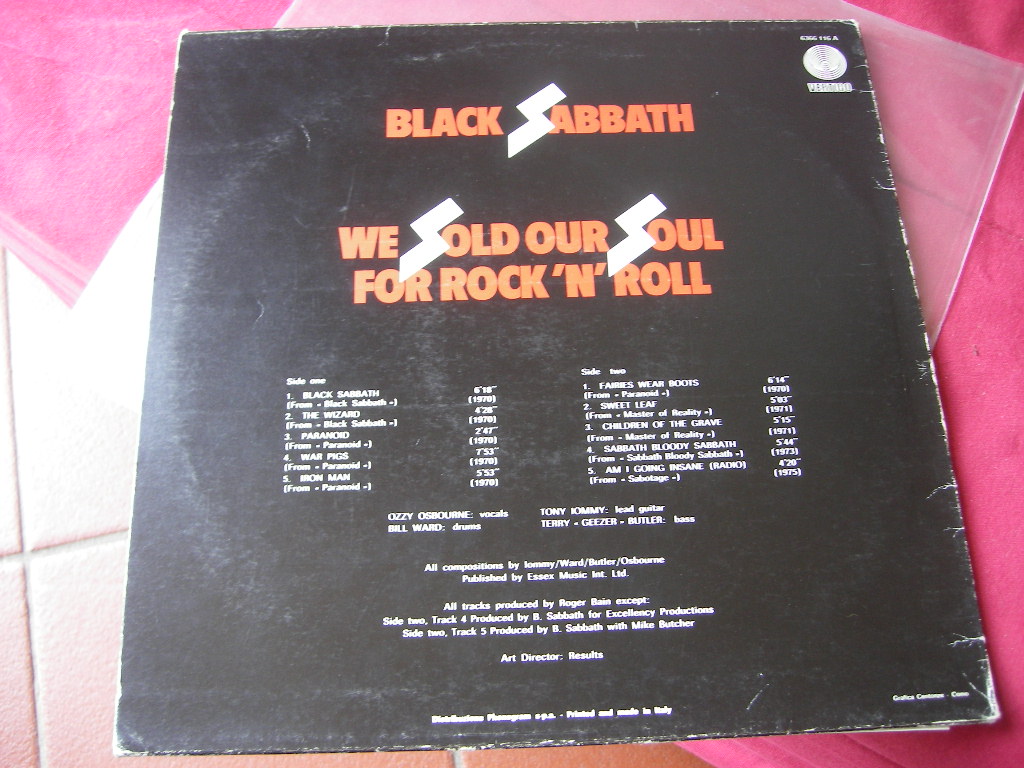 6366 116 A
VERTIGO
BLACK SABBATH
WE SOLD OUR SOUL
FOR ROCK 'N' ROLL
Side one
1. BLACK SABBATH 6'18''
(From - Black Sabbath -) (1970)
2. THE WIZARD 4'28''
(From - Black Sabbath -) (1970)
3. PARANOID 2'47''
(From - Paranoid -) (1970)
4. WAR PIGS 7'53''
(From - Paranoid -) (1970)
5. IRON MAN 5'53''
(From - Paranoid -) (1970)
Side two
1. FAIRIES WEAR BOOTS 6'14''
(From - Paranoid -) (1970)
2. SWEET LEAF 5'03''
(From - Master of Reality -) (1971)
3. CHILDREN OF THE GRAVE 5'15''
(From - Master of Reality -) (1971)
4. SABBATH BLOODY SABBATH 5'44''
(From - Sabbath Bloody Sabbath -) (1973)
5. AM I GOING INSANE (RADIO) 4'20''
(From - Sabotage -) (1975)
OZZY OSBOURNE: vocals TONY IOMMY: lead guitar
BILL WARD: drums TERRY - GEEZER - BUTLER: bass
All compositions by Iommy/Ward/Butler/Osbourne
Published by Essex Music Int. Ltd.
All tracks produced by Roger Bain except:
Side two, Track 4 Produced by B. Sabbath for Excellency Productions
Side two, Track 5 Produced by B. Sabbath with Mike Butcher
Art Director: Results
Grafica Como
Distribuzione Phonogram s.p.a. - Printed and made in Italy